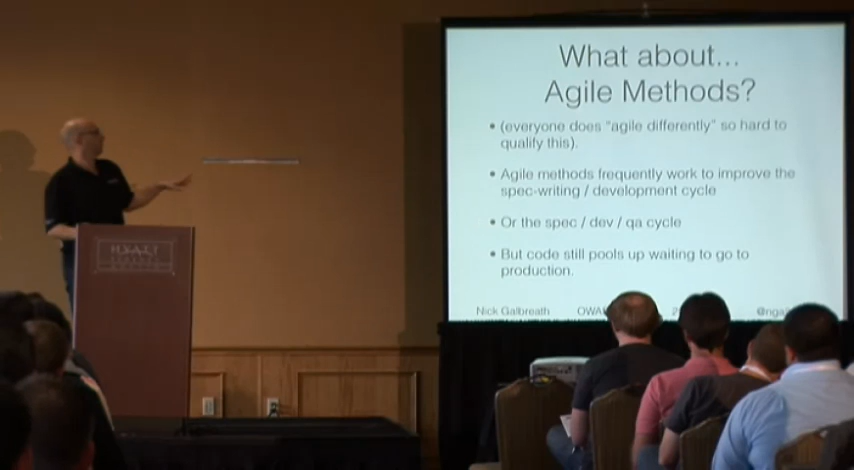 HYATT
What about...
Agile Methods?
• (everyone does "agile differently" so hard to
qualify this).
• Agile methods frequently work to improve the
spec-writing / development cycle
• Or the spec / dev / qa cycle
• But code still pools up waiting to go to
production.
Nick Galbreath